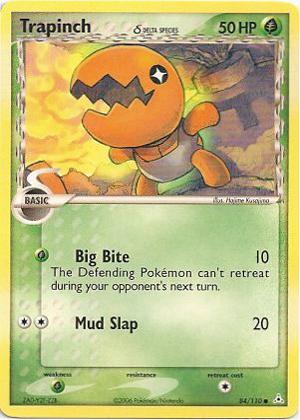 Trapinch δ DELTA SPECIES 50 HP
BASIC
illus. Hajime Kusajima
Big Bite 10
The Defending Pokémon can't retreat
during your opponent's next turn.
Mud Slap 20
weakness resistance retreat cost
©2006 Pokémon/Nintendo 84/110